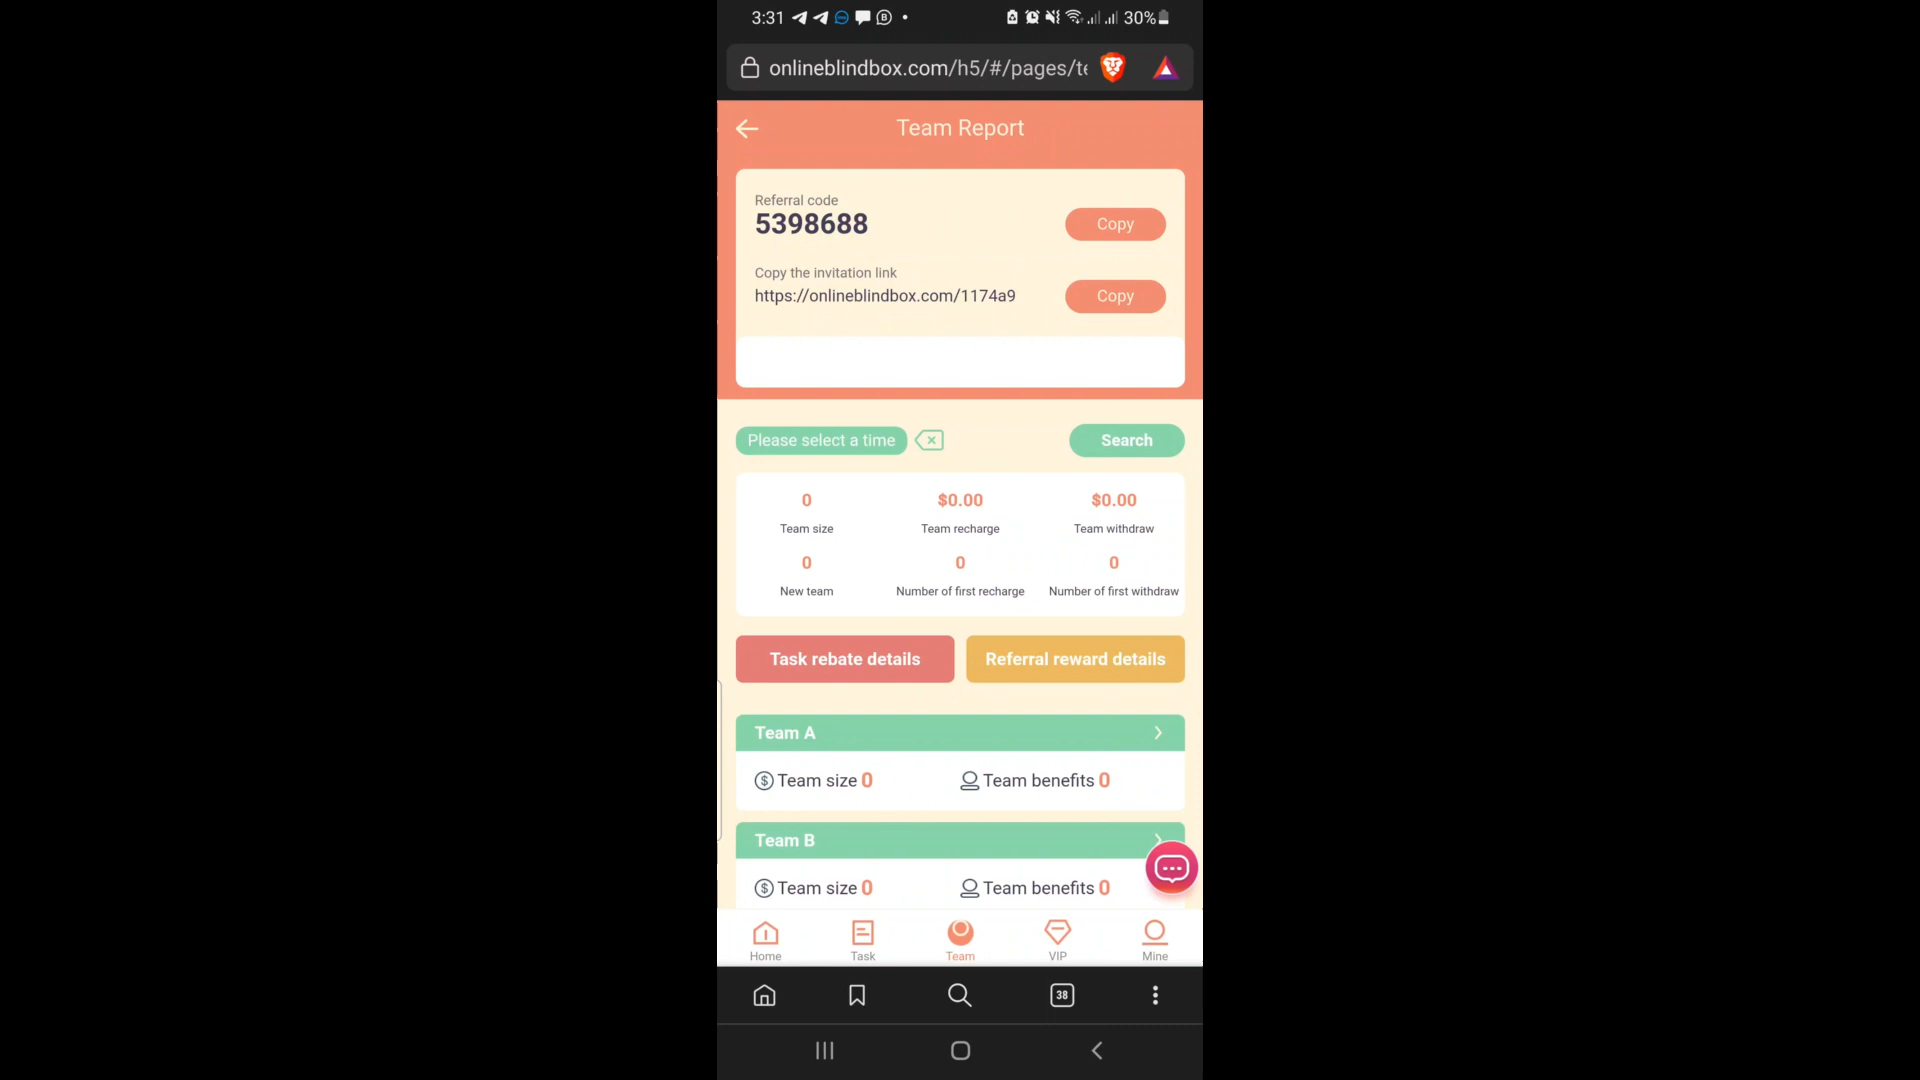 3:31
30%
onlineblindbox.com/h5/#/pages/te
Team Report
Referral code
5398688
Copy
Copy the invitation link
https://onlineblindbox.com/1174a9
Copy
Please select a time
Search
0 $0.00 $0.00
Team size Team recharge Team withdraw
0 0 0
New team Number of first recharge Number of first withdraw
Task rebate details
Referral reward details
Team A
Team size 0 Team benefits 0
Team B
Team size 0 Team benefits 0
Home Task Team VIP Mine
38